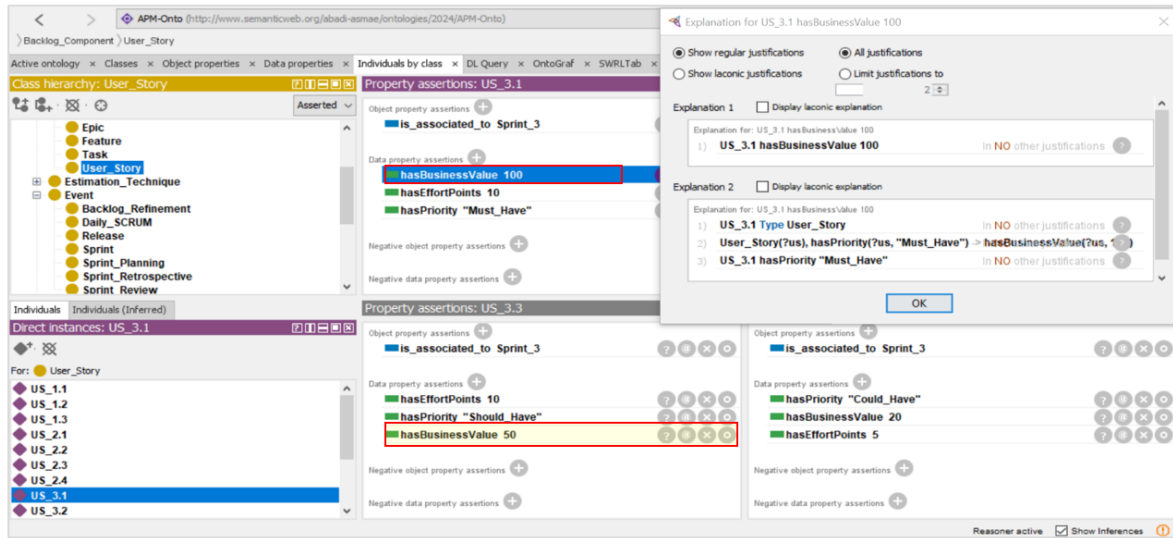 APM-Onto (http://www.semanticweb.org/abadi-asmae/ontologies/2024/APM-Onto)
Backlog_Component User_Story
Active ontology × Classes × Object properties × Data properties × Individuals by class × DL Query × OntoGraf × SWRLTab ×
Class hierarchy: User_Story
Asserted
Epic
Feature
Task
User_Story
Estimation_Technique
Event
Backlog_Refinement
Daily_SCRUM
Release
Sprint
Sprint_Planning
Sprint_Retrospective
Sprint_Review
Individuals Individuals (Inferred)
Direct instances: US_3.1
For: User_Story
US_1.1
US_1.2
US_1.3
US_2.1
US_2.2
US_2.3
US_2.4
US_3.1
US_3.2
Property assertions: US_3.1
Object property assertions
is_associated_to Sprint_3
Data property assertions
hasBusinessValue 100
hasEffortPoints 10
hasPriority "Must_Have"
Negative object property assertions
Negative data property assertions
Property assertions: US_3.3
Object property assertions
is_associated_to Sprint_3
Data property assertions
hasEffortPoints 10
hasPriority "Should_Have"
hasBusinessValue 50
Negative object property assertions
Negative data property assertions
Explanation for US_3.1 hasBusinessValue 100
Show regular justifications All justifications
Show laconic justifications Limit justifications to
2
Explanation 1 Display laconic explanation
Explanation for: US_3.1 hasBusinessValue 100
1) US_3.1 hasBusinessValue 100 In NO other justifications ?
Explanation 2 Display laconic explanation
Explanation for: US_3.1 hasBusinessValue 100
1) US_3.1 Type User_Story In NO other justifications ?
2) User_Story(?us), hasPriority(?us, "Must_Have") -> hasBusinessValue(?us,
3) US_3.1 hasPriority "Must_Have" In NO other justifications ?
OK
Object property assertions
is_associated_to Sprint_3
Data property assertions
hasPriority "Could_Have"
hasBusinessValue 20
hasEffortPoints 5
Negative object property assertions
Negative data property assertions
Reasoner active Show Inferences